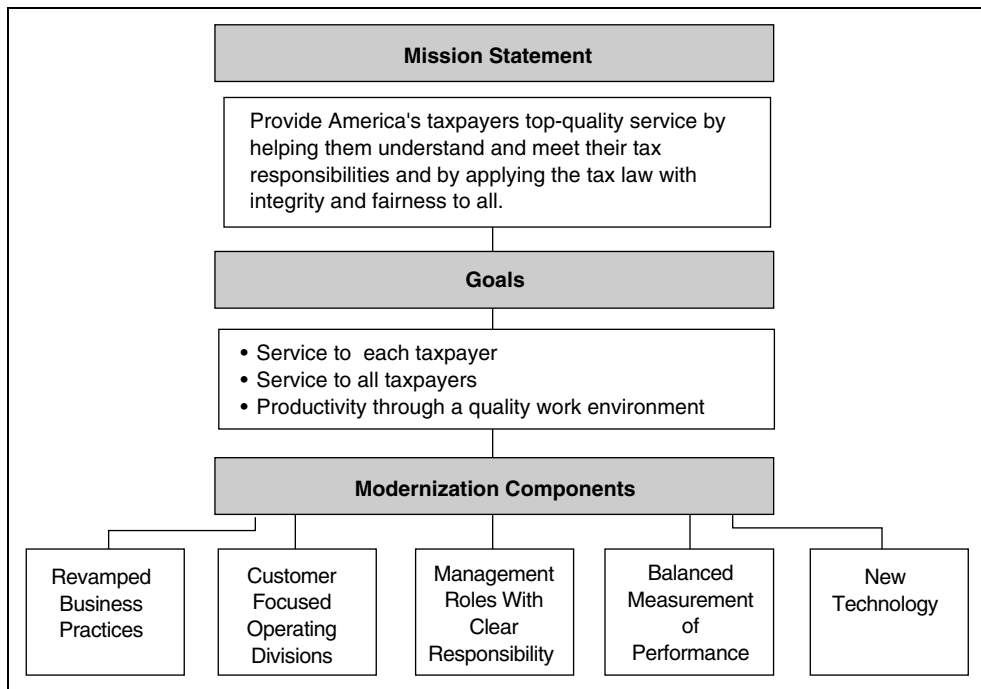 Mission Statement
Provide America's taxpayers top-quality service by
helping them understand and meet their tax
responsibilities and by applying the tax law with
integrity and fairness to all.
Goals
• Service to each taxpayer
• Service to all taxpayers
• Productivity through a quality work environment
Modernization Components
Revamped
Business
Practices
Customer
Focused
Operating
Divisions
Management
Roles With
Clear
Responsibility
Balanced
Measurement
of
Performance
New
Technology